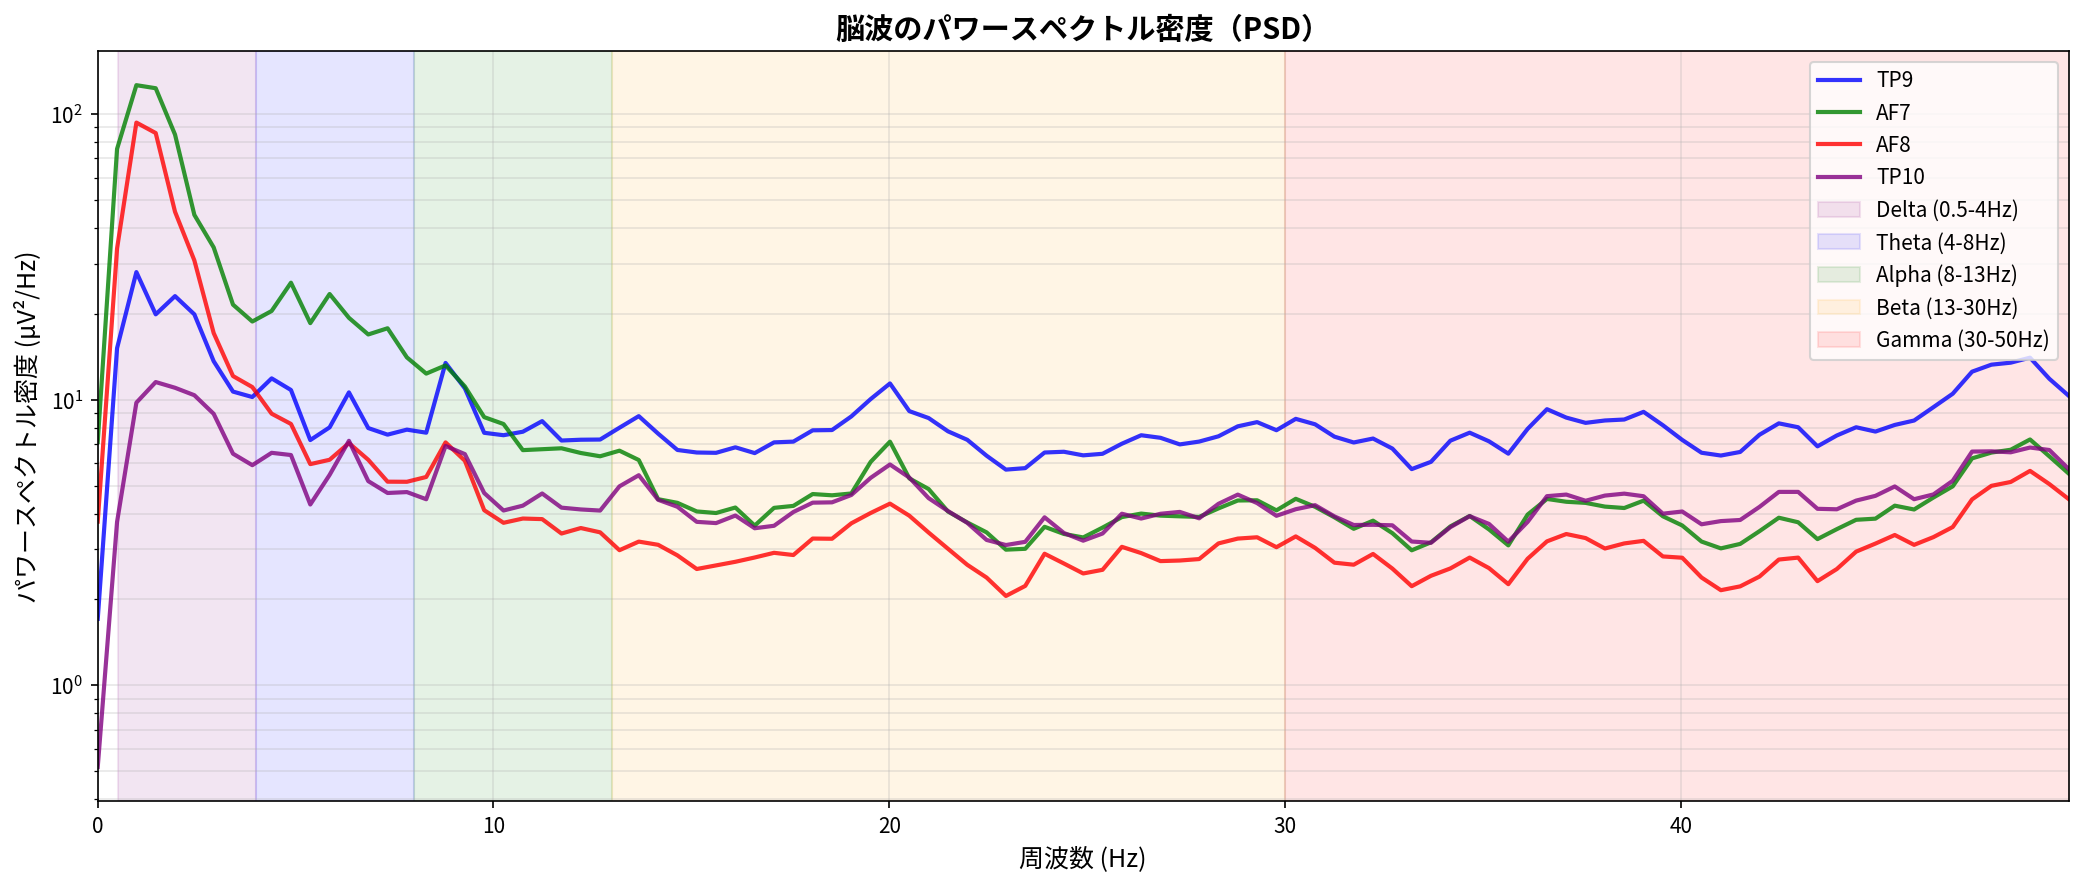 脳波のパワースペクトル密度（PSD）
パワースペクトル密度 (μV²/Hz)
10²
10¹
10⁰
0
10
20
30
40
周波数 (Hz)
TP9
AF7
AF8
TP10
Delta (0.5-4Hz)
Theta (4-8Hz)
Alpha (8-13Hz)
Beta (13-30Hz)
Gamma (30-50Hz)